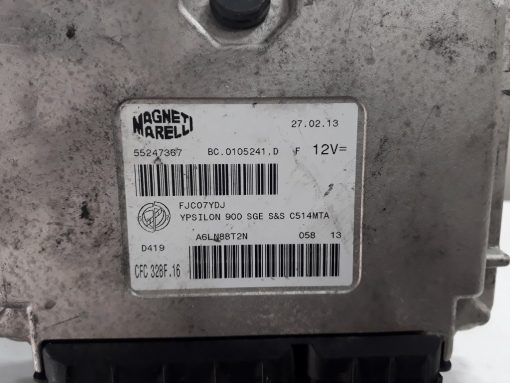 MAGNETI
MARELLI
27.02.13
55247367 BC.0105241.D F 12V=
FJC07YDJ
YPSILON 900 SGE S&S C514MTA
D419 A6LN88T2N 058 13
CFC 328F.16